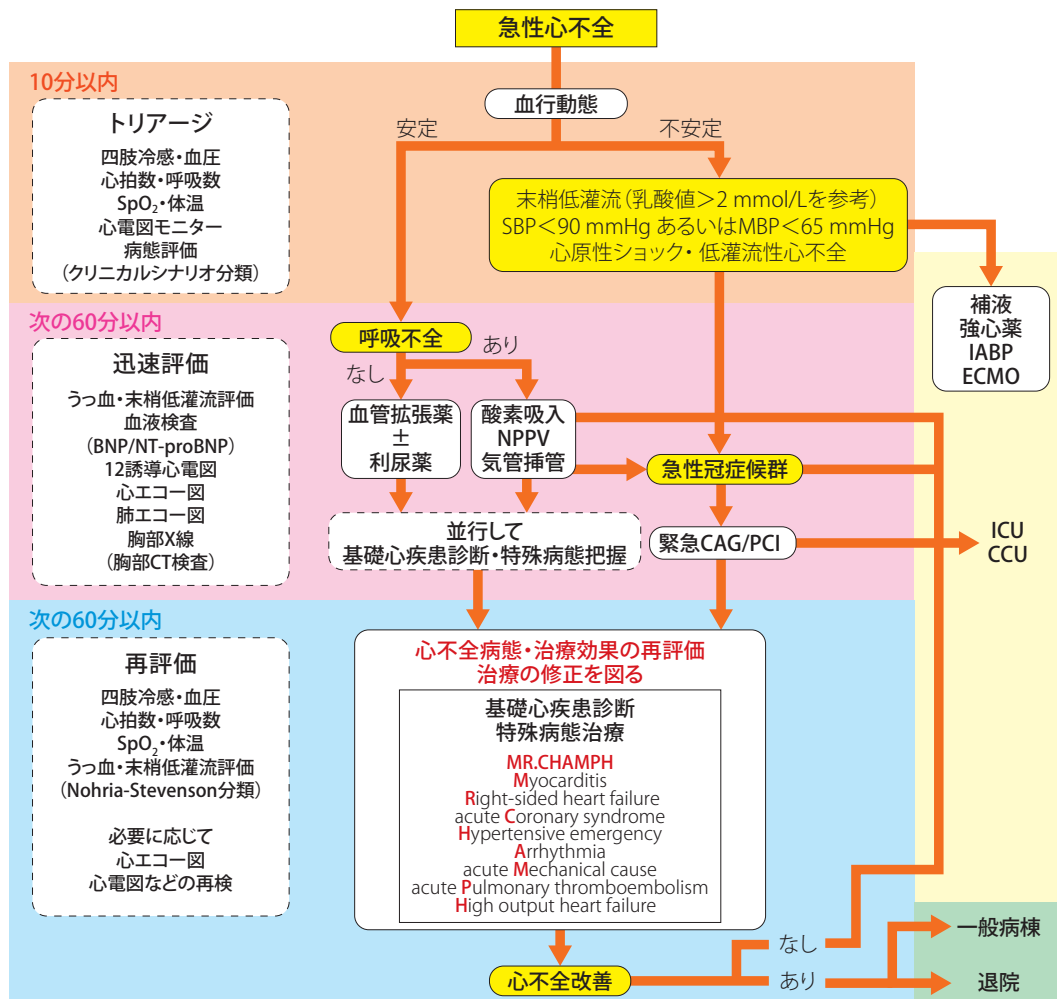 急性心不全
10分以内
トリアージ
四肢冷感・血圧
心拍数・呼吸数
SpO₂・体温
心電図モニター
病態評価
（クリニカルシナリオ分類）
血行動態
安定
不安定
末梢低灌流（乳酸値＞2 mmol/Lを参考）
SBP＜90 mmHg あるいはMBP＜65 mmHg
心原性ショック・低灌流性心不全
補液
強心薬
IABP
ECMO
次の60分以内
迅速評価
うっ血・末梢低灌流評価
血液検査
（BNP/NT-proBNP）
12誘導心電図
心エコー図
肺エコー図
胸部X線
（胸部CT検査）
呼吸不全
なし
あり
血管拡張薬
±
利尿薬
酸素吸入
NPPV
気管挿管
急性冠症候群
並行して
基礎心疾患診断・特殊病態把握
緊急CAG/PCI
ICU
CCU
次の60分以内
再評価
四肢冷感・血圧
心拍数・呼吸数
SpO₂・体温
うっ血・末梢低灌流評価
（Nohria-Stevenson分類）
必要に応じて
心エコー図
心電図などの再検
心不全病態・治療効果の再評価
治療の修正を図る
基礎心疾患診断
特殊病態治療
MR.CHAMPH
Myocarditis
Right-sided heart failure
acute Coronary syndrome
Hypertensive emergency
Arrhythmia
acute Mechanical cause
acute Pulmonary thromboembolism
High output heart failure
心不全改善
なし
あり
一般病棟
退院